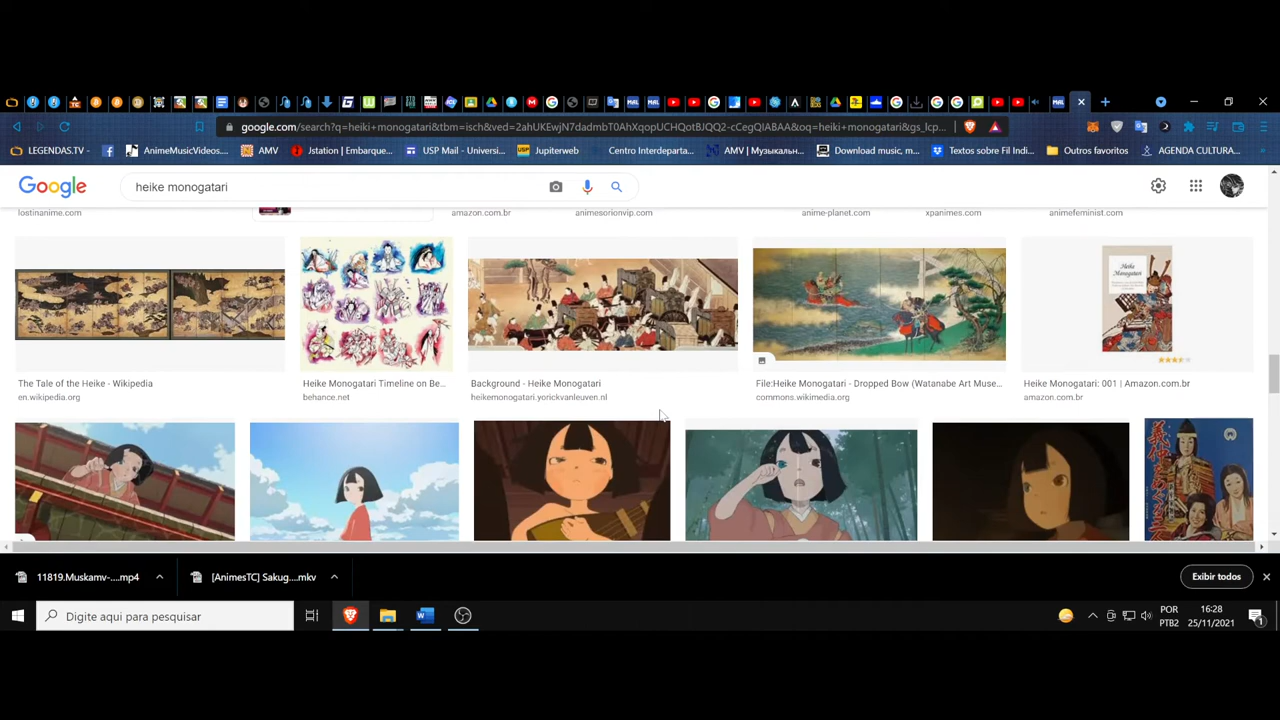 google.com/search?q=heiki+monogatari&tbm=isch&ved=2ahUKEwjN7dadmbT0AhXqopUCHQotBJQQ2-cCegQIABAA&oq=heiki+monogatari&gs_lcp...
LEGENDAS.TV -
AnimeMusicVideos...
AMV
Jstation | Embarque...
USP Mail - Universi...
Jupiterweb
Centro Interdeparta...
AMV | Музыкальн...
Download music, m...
Textos sobre Fil Indi...
Outros favoritos
AGENDA CULTURA...
Google
heike monogatari
lostinanime.com
amazon.com.br
animesorionvip.com
anime-planet.com
xpanimes.com
animefeminist.com
Heike
Monogatari
The Tale of the Heike - Wikipedia
en.wikipedia.org
Heike Monogatari Timeline on Be...
behance.net
Background - Heike Monogatari
heikemonogatari.yorickvanleuven.nl
File:Heike Monogatari - Dropped Bow (Watanabe Art Muse...
commons.wikimedia.org
Heike Monogatari: 001 | Amazon.com.br
amazon.com.br
11819.Muskamv-....mp4
[AnimesTC] Sakug....mkv
Exibir todos
Digite aqui para pesquisar
POR
PTB2
16:28
25/11/2021